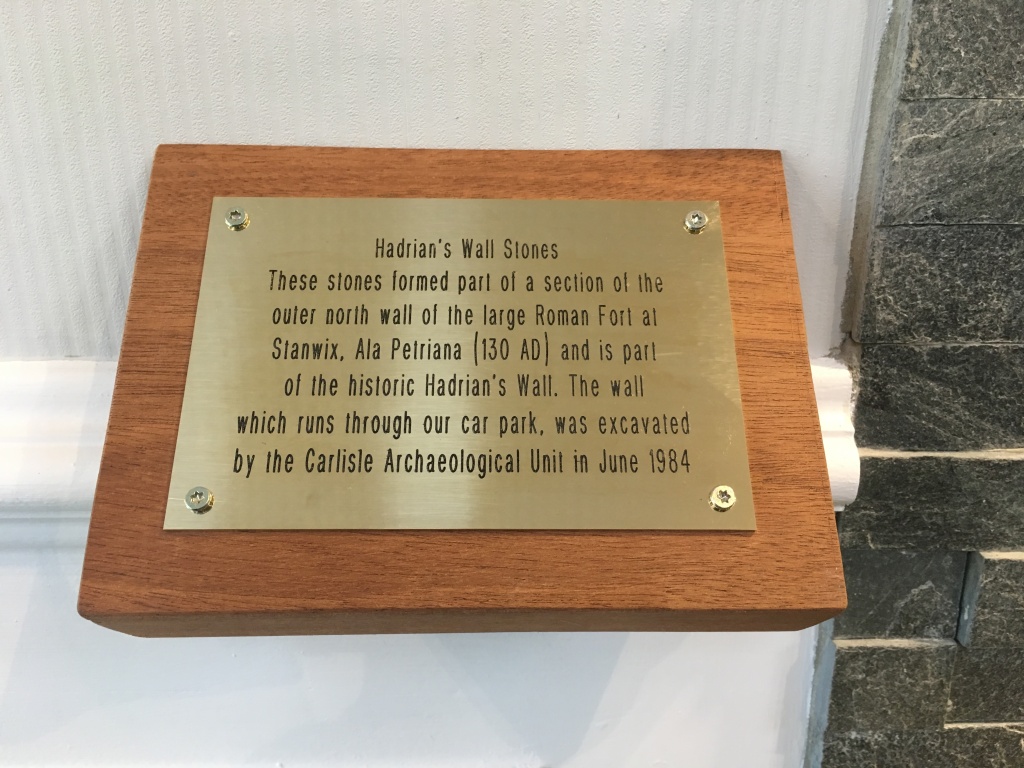 Hadrian's Wall Stones
These stones formed part of a section of the
outer north wall of the large Roman Fort at
Stanwix, Ala Petriana (130 AD) and is part
of the historic Hadrian's Wall. The wall
which runs through our car park, was excavated
by the Carlisle Archaeological Unit in June 1984